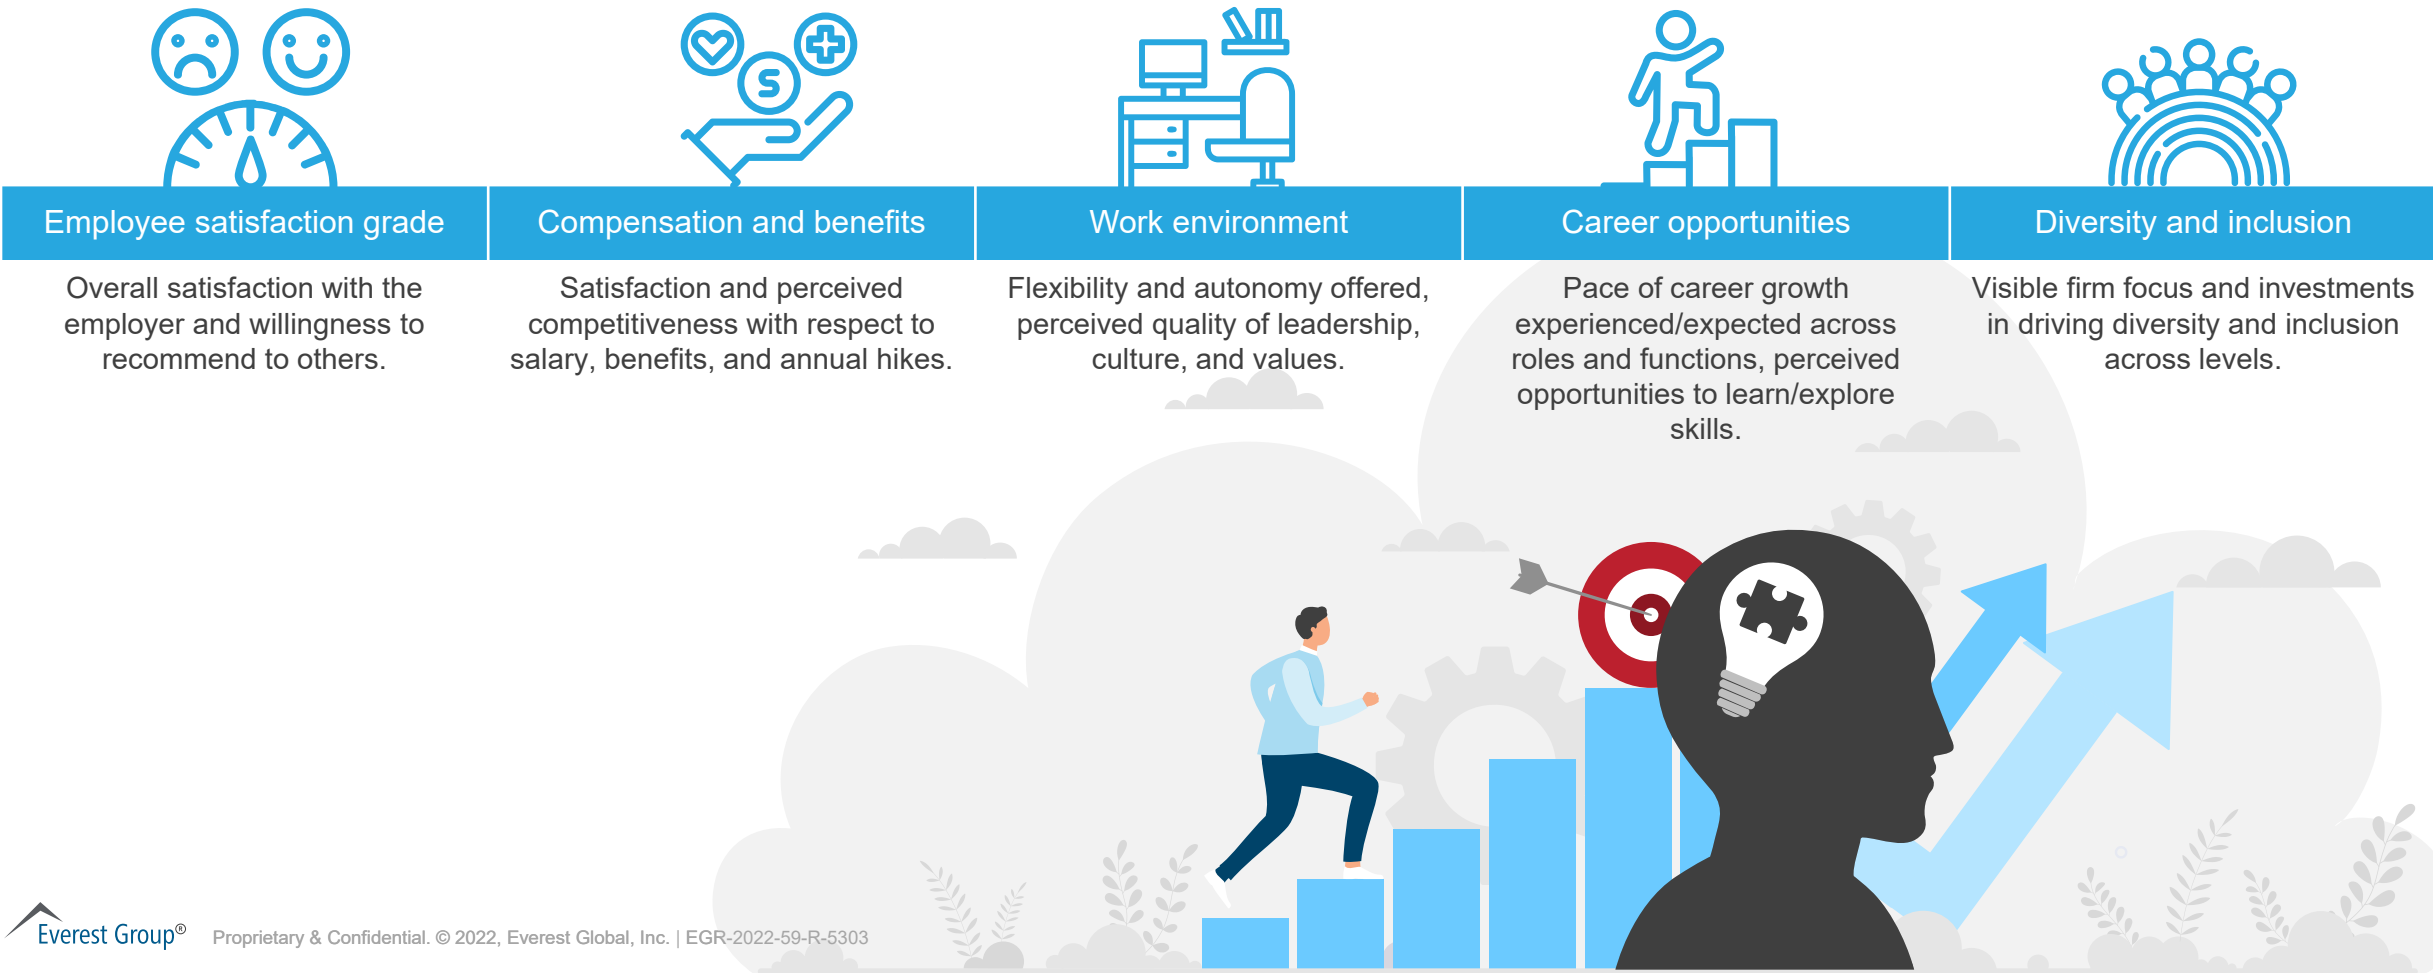 Employee satisfaction grade
Overall satisfaction with the
employer and willingness to
recommend to others.
Compensation and benefits
Satisfaction and perceived
competitiveness with respect to
salary, benefits, and annual hikes.
Work environment
Flexibility and autonomy offered,
perceived quality of leadership,
culture, and values.
Career opportunities
Pace of career growth
experienced/expected across
roles and functions, perceived
opportunities to learn/explore
skills.
Diversity and inclusion
Visible firm focus and investments
in driving diversity and inclusion
across levels.
Everest Group®
Proprietary & Confidential. © 2022, Everest Global, Inc. | EGR-2022-59-R-5303